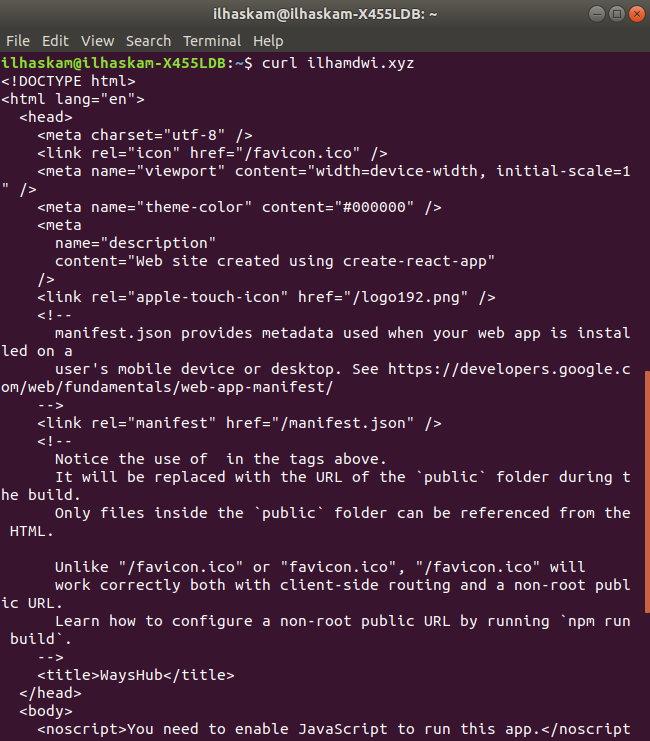 ilhaskam@ilhaskam-X455LDB: ~
File Edit View Search Terminal Help
ilhaskam@ilhaskam-X455LDB:~$ curl ilhamdwi.xyz
<!DOCTYPE html>
<html lang="en">
  <head>
    <meta charset="utf-8" />
    <link rel="icon" href="/favicon.ico" />
    <meta name="viewport" content="width=device-width, initial-scale=1
" />
    <meta name="theme-color" content="#000000" />
    <meta
      name="description"
      content="Web site created using create-react-app"
    />
    <link rel="apple-touch-icon" href="/logo192.png" />
    <!--
      manifest.json provides metadata used when your web app is instal
led on a
      user's mobile device or desktop. See https://developers.google.c
om/web/fundamentals/web-app-manifest/
    -->
    <link rel="manifest" href="/manifest.json" />
    <!--
      Notice the use of  in the tags above.
      It will be replaced with the URL of the `public` folder during t
he build.
      Only files inside the `public` folder can be referenced from the
 HTML.

      Unlike "/favicon.ico" or "favicon.ico", "/favicon.ico" will
      work correctly both with client-side routing and a non-root publ
ic URL.
      Learn how to configure a non-root public URL by running `npm run
 build`.
    -->
    <title>WaysHub</title>
  </head>
  <body>
    <noscript>You need to enable JavaScript to run this app.</noscript